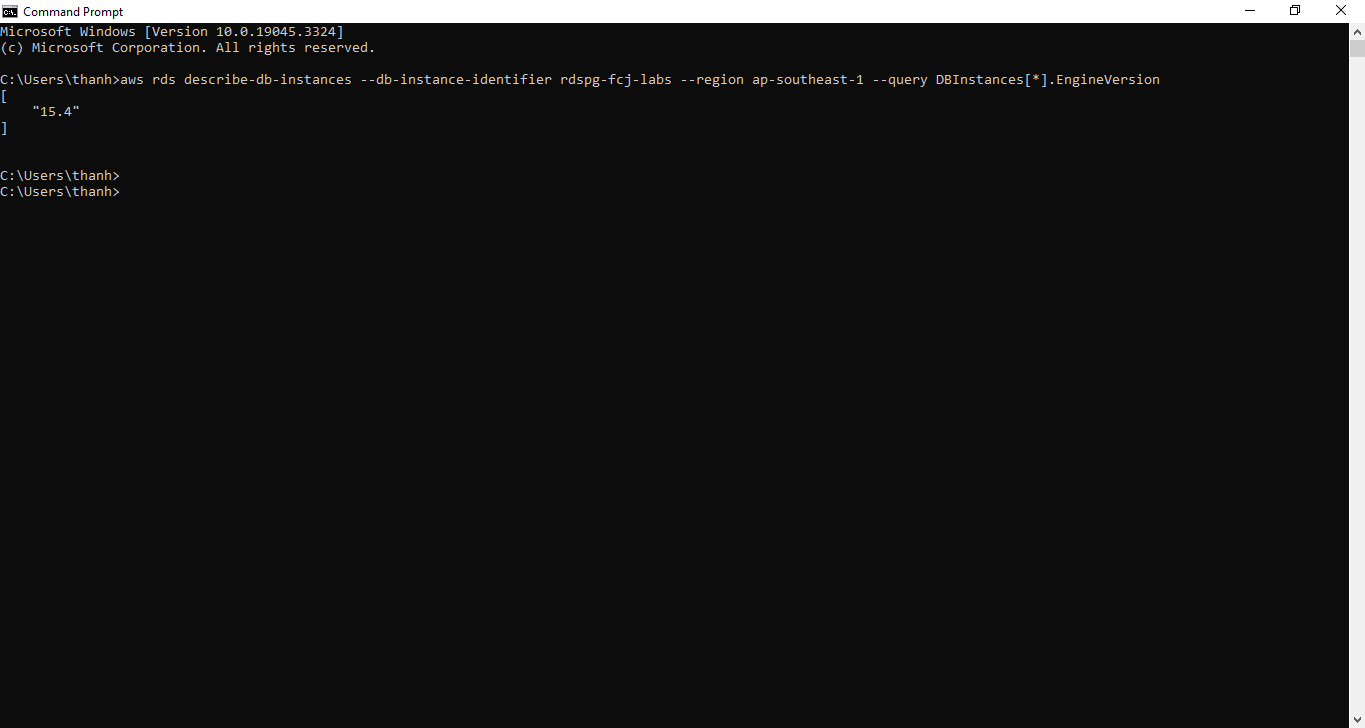 Command Prompt
Microsoft Windows [Version 10.0.19045.3324]
(c) Microsoft Corporation. All rights reserved.
C:\Users\thanh>aws rds describe-db-instances --db-instance-identifier rdspg-fcj-labs --region ap-southeast-1 --query DBInstances[*].EngineVersion
[
    "15.4"
]
C:\Users\thanh>
C:\Users\thanh>